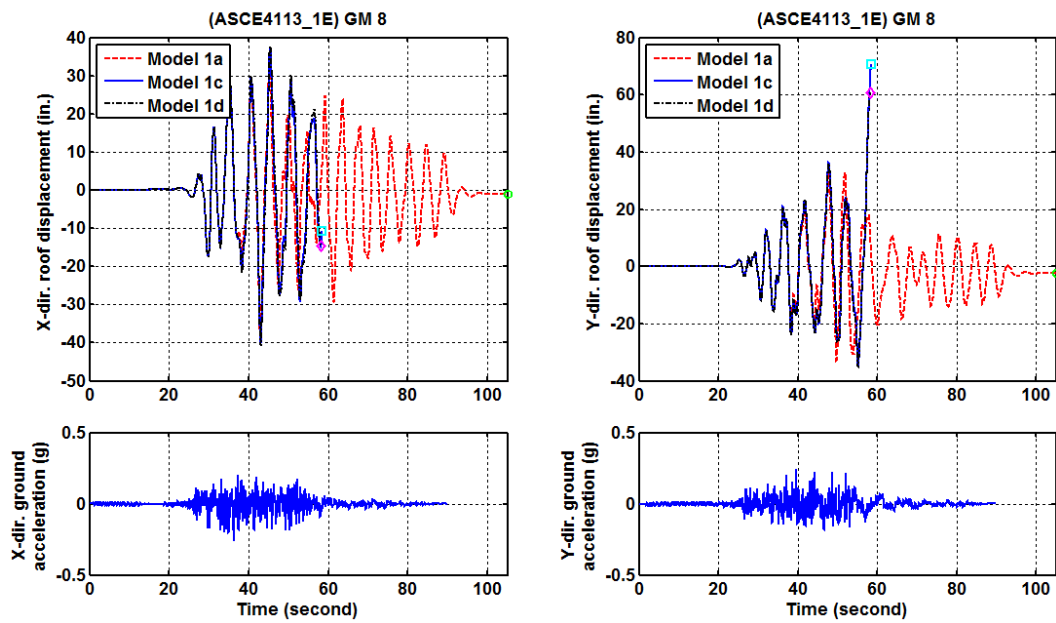 (ASCE4113_1E) GM 8
X-dir. roof displacement (in.)
40
30
20
10
0
-10
-20
-30
-40
-50
Model 1a
Model 1c
Model 1d
0 20 40 60 80 100
(ASCE4113_1E) GM 8
Y-dir. roof displacement (in.)
80
60
40
20
0
-20
-40
Model 1a
Model 1c
Model 1d
0 20 40 60 80 100
X-dir. ground
acceleration (g)
0.5
0
-0.5
0 20 40 60 80 100
Time (second)
Y-dir. ground
acceleration (g)
0.5
0
-0.5
0 20 40 60 80 100
Time (second)